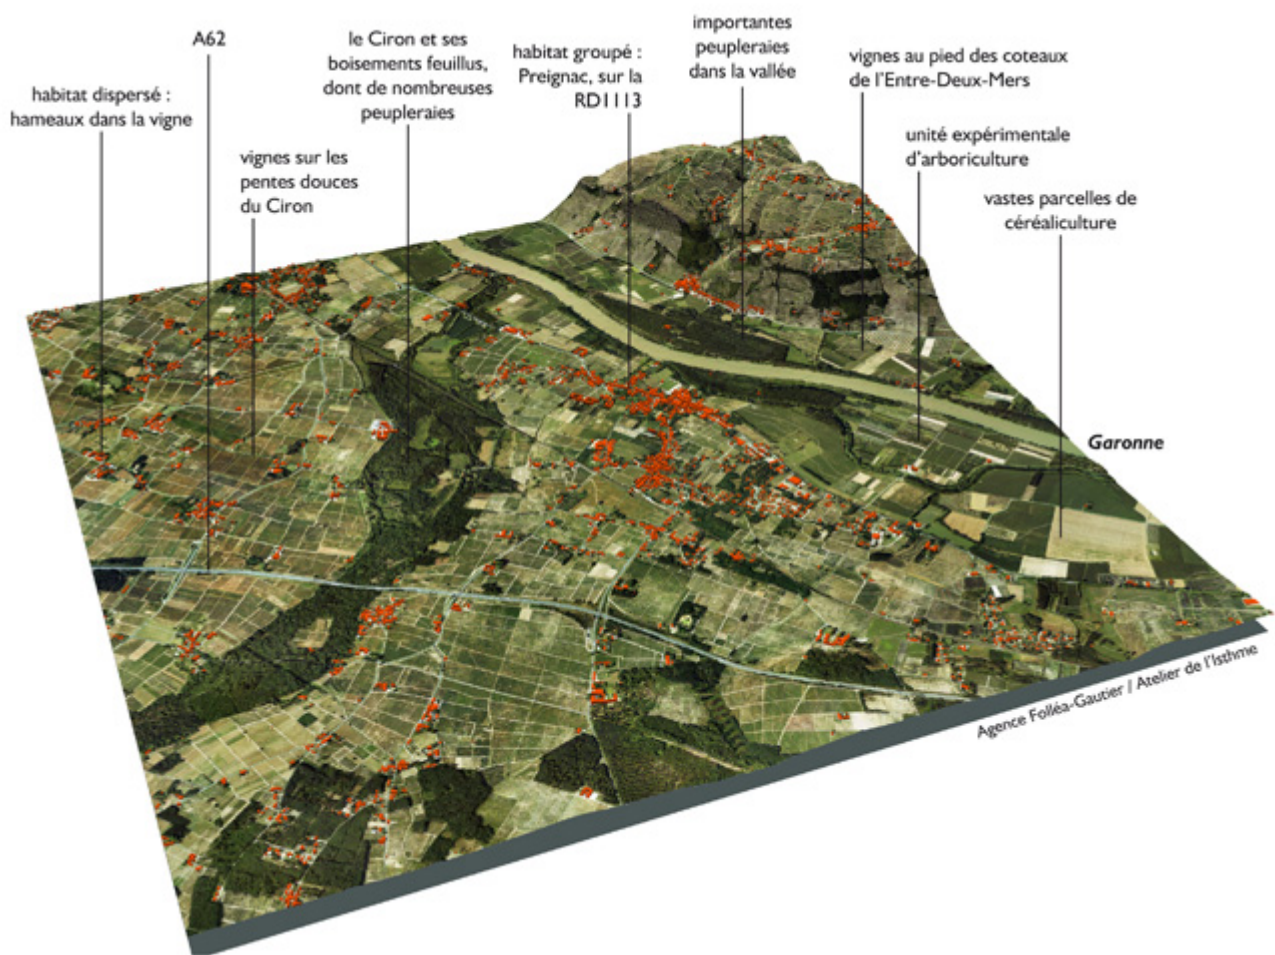 A62
le Ciron et ses
boisements feuillus,
dont de nombreuses
peupleraies
habitat groupé :
Preignac, sur la
RD1113
importantes
peupleraies
dans la vallée
vignes au pied des coteaux
de l'Entre-Deux-Mers
habitat dispersé :
hameaux dans la vigne
vignes sur les
pentes douces
du Ciron
unité expérimentale
d'arboriculture
vastes parcelles de
céréaliculture
Garonne
Agence Folléa-Gautier / Atelier de l'Isthme